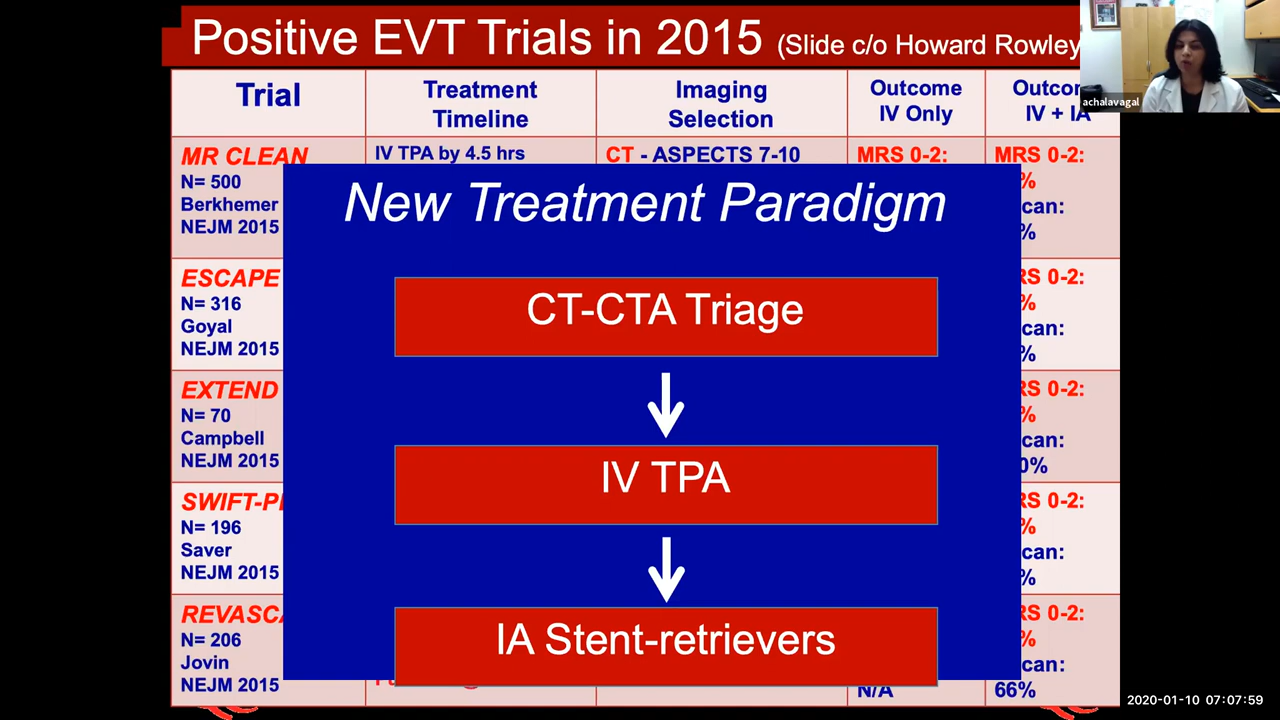 Positive EVT Trials in 2015 (Slide c/o Howard Rowley
Trial
Treatment
Timeline
Imaging
Selection
Outcome
IV Only
IV + IA
achalavagal
MR CLEAN
N= 500
Berkhemer
NEJM 2015
IV TPA by 4.5 hrs
CT - ASPECTS 7-10
MRS 0-2:
MRS 0-2:
New Treatment Paradigm
CT-CTA Triage
IV TPA
IA Stent-retrievers
ESCAPE
N= 316
Goyal
NEJM 2015
EXTEND
N= 70
Campbell
NEJM 2015
N= 196
Saver
NEJM 2015
N= 206
Jovin
NEJM 2015
N/A
66%
2020-01-10 07:07:59